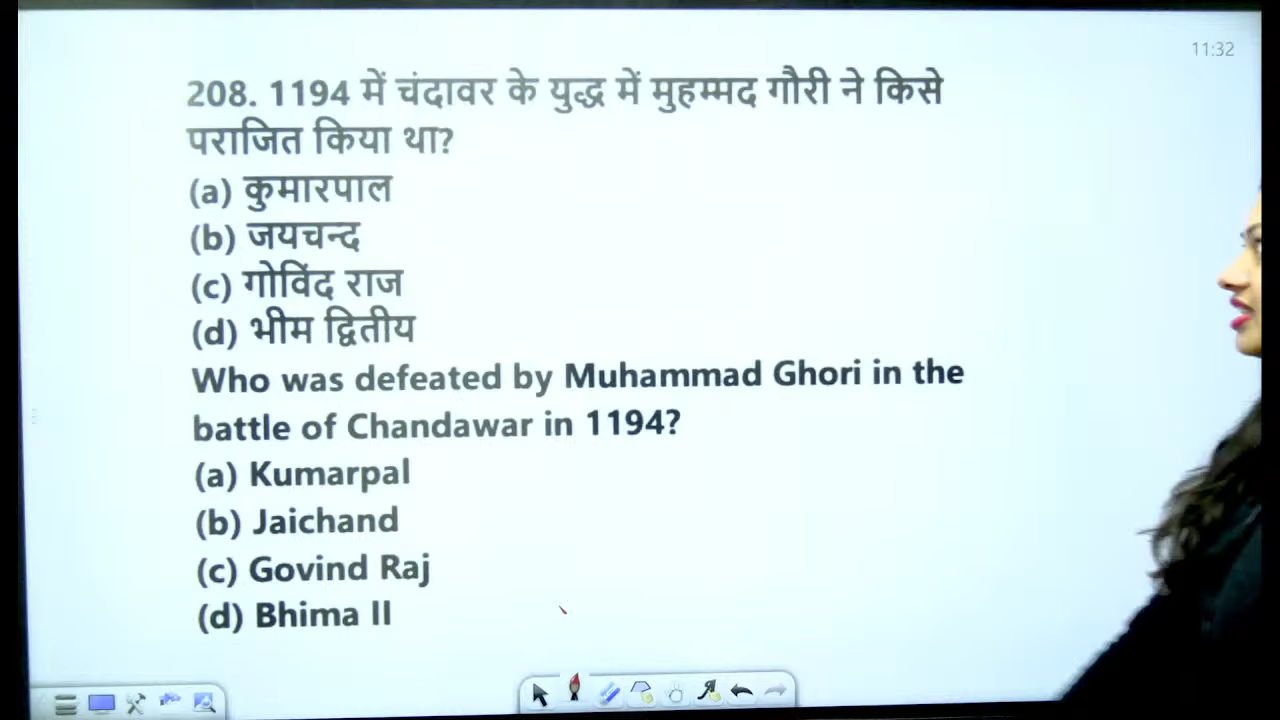 11:32
208. 1194 में चंदावर के युद्ध में मुहम्मद गौरी ने किसे
पराजित किया था?
(a) कुमारपाल
(b) जयचन्द
(c) गोविंद राज
(d) भीम द्वितीय
Who was defeated by Muhammad Ghori in the
battle of Chandawar in 1194?
(a) Kumarpal
(b) Jaichand
(c) Govind Raj
(d) Bhima II